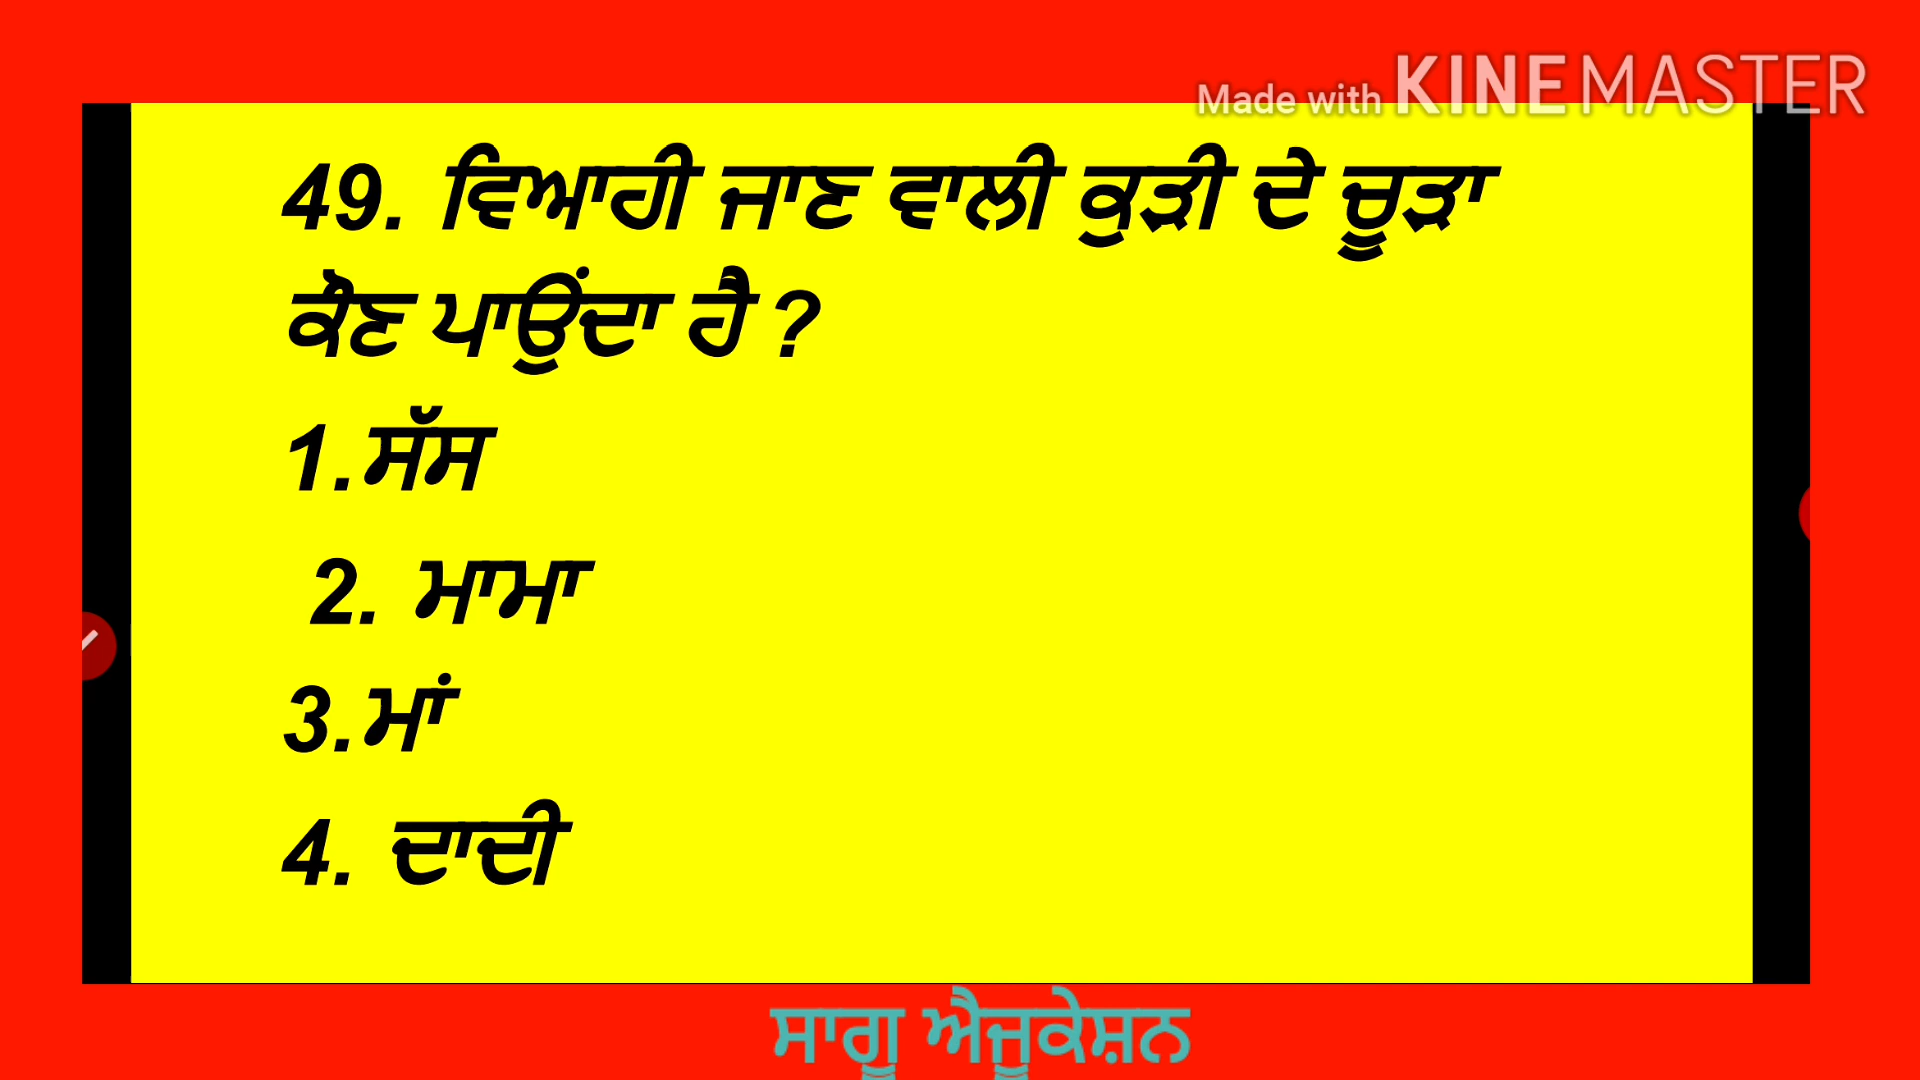 Made with KINEMASTER
49. ਵਿਆਹੀ ਜਾਣ ਵਾਲੀ ਕੁੜੀ ਦੇ ਚੂੜਾ
ਕੌਣ ਪਾਉਂਦਾ ਹੈ ?
1.ਸੱਸ
2. ਮਾਮਾ
3.ਮਾਂ
4. ਦਾਦੀ
ਸਾਗੂ ਐਜੂਕੇਸ਼ਨ